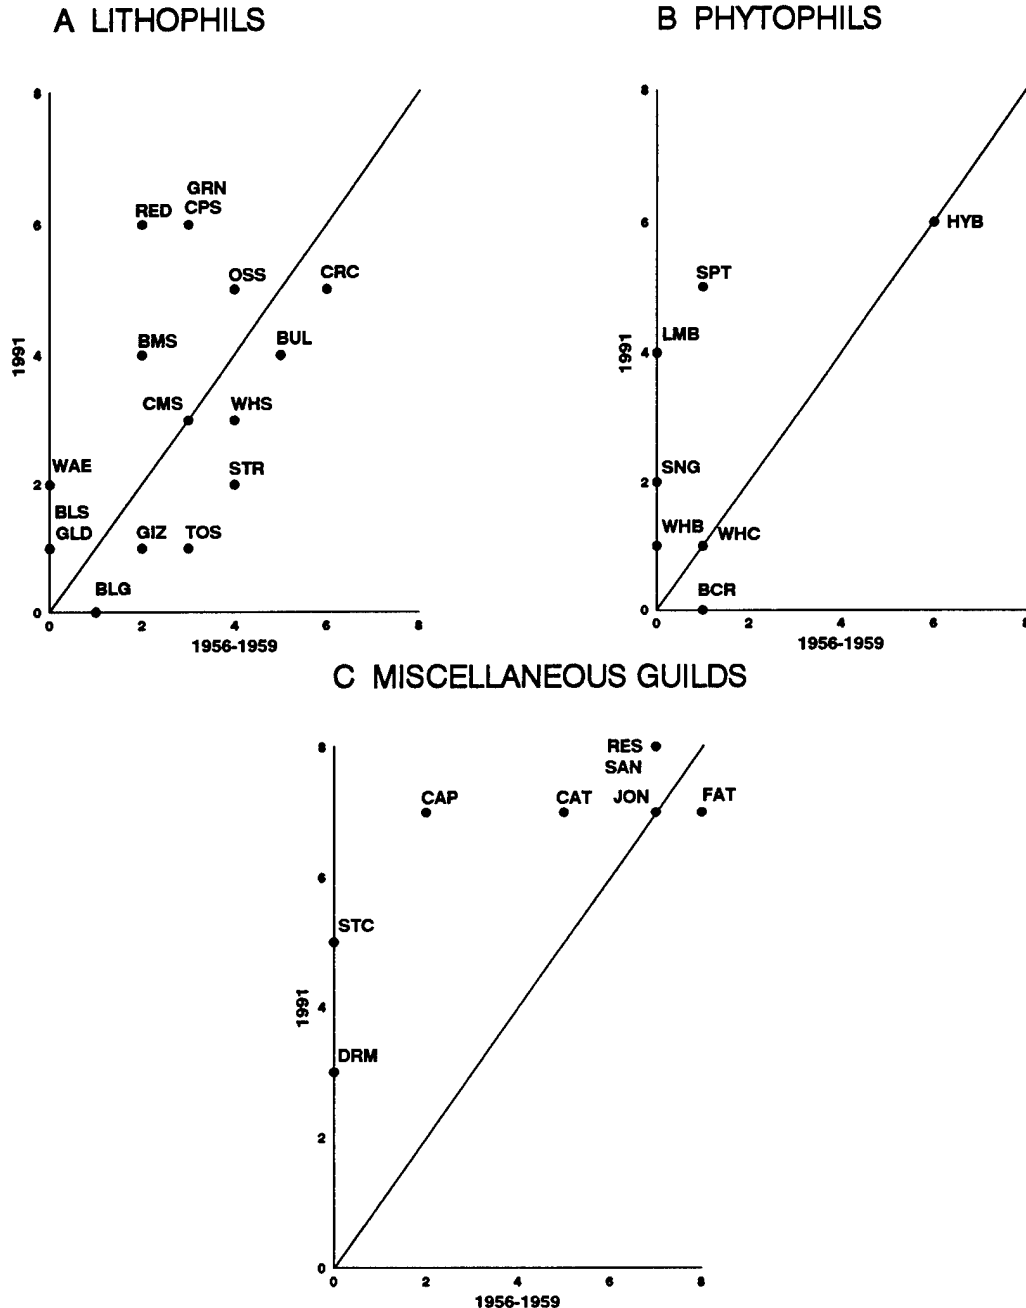 A LITHOPHILS
8
GRN
RED CPS
6
OSS CRC
BMS BUL
4
1991
CMS WHS
WAE STR
2
BLS
GLD GIZ TOS
BLG
0
0 2 4 6 8
1956-1959
B PHYTOPHILS
8
6 HYB
SPT
LMB
4
1991
SNG
2
WHB WHC
BCR
0
0 2 4 6 8
1956-1959
C MISCELLANEOUS GUILDS
8 RES
SAN
CAP CAT JON FAT
6
STC
4
1991
DRM
2
0
0 2 4 6 8
1956-1959